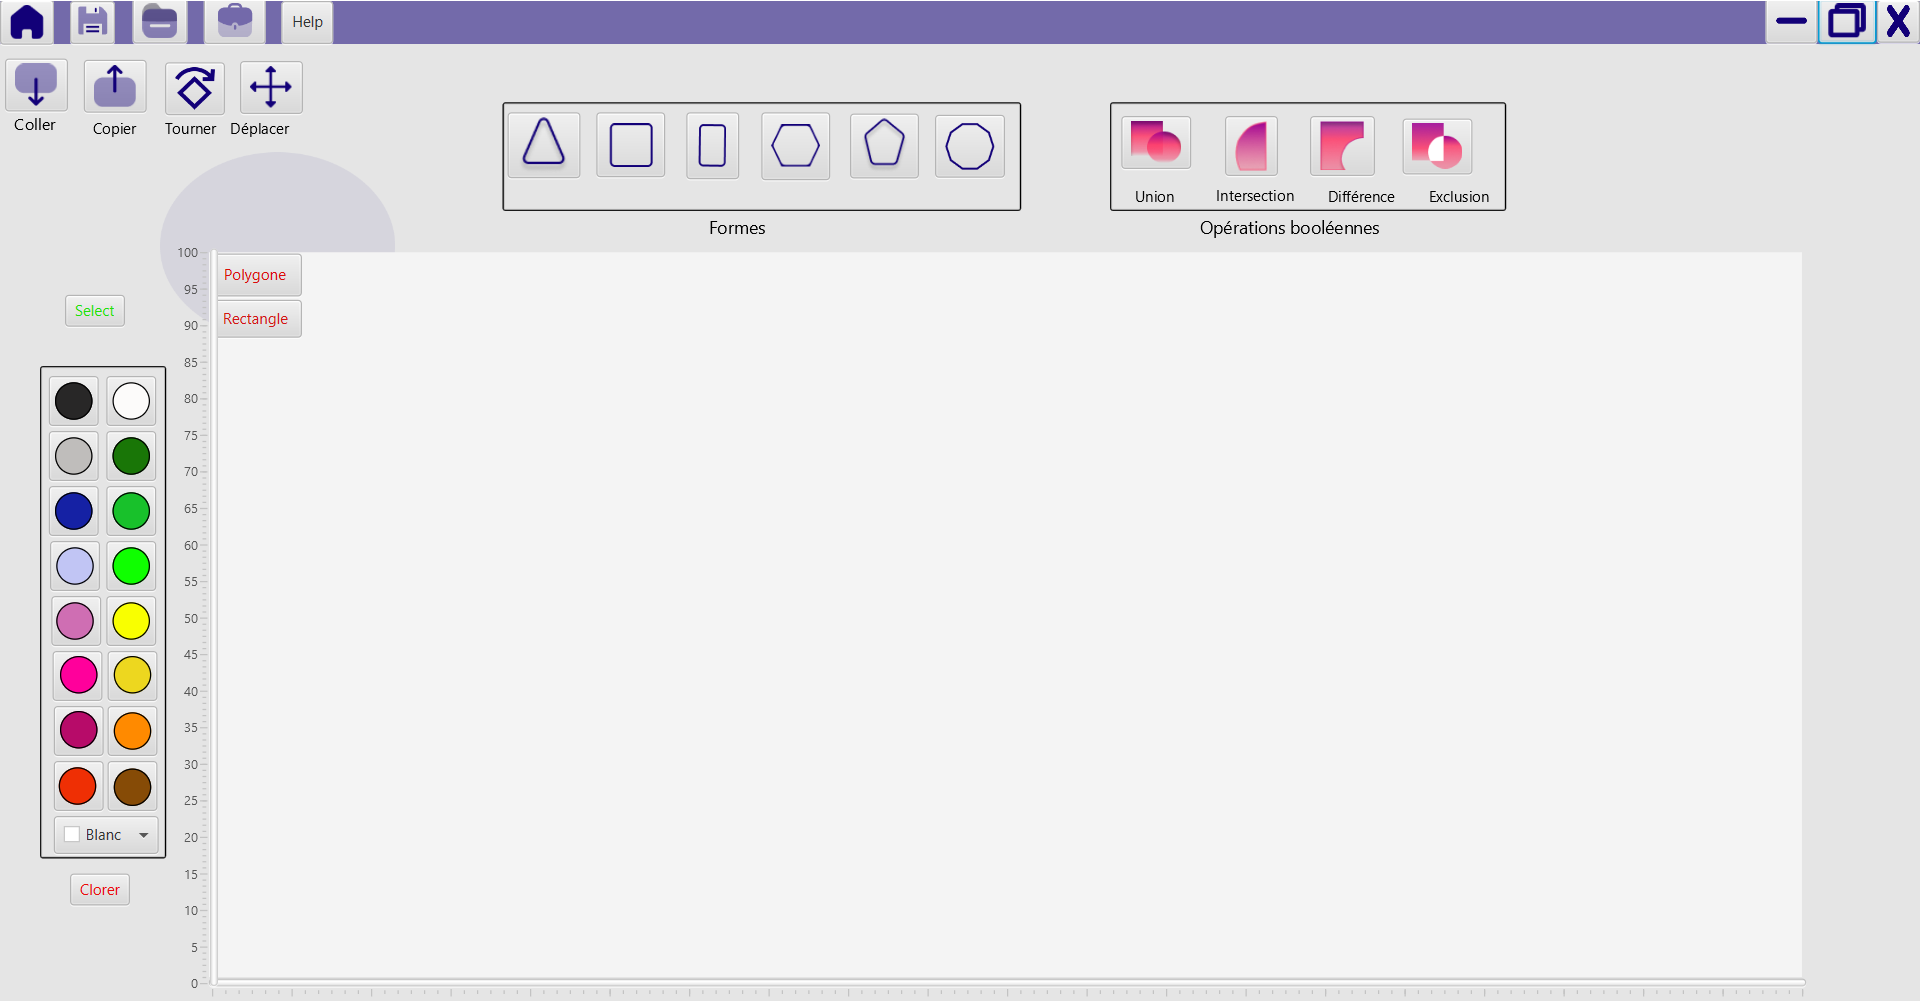 Help
Coller
Copier
Tourner
Déplacer
Union
Intersection
Différence
Exclusion
Formes
Opérations booléennes
Polygone
Rectangle
Select
100
95
90
85
80
75
70
65
60
55
50
45
40
35
30
25
20
15
10
5
0
Blanc
Clorer